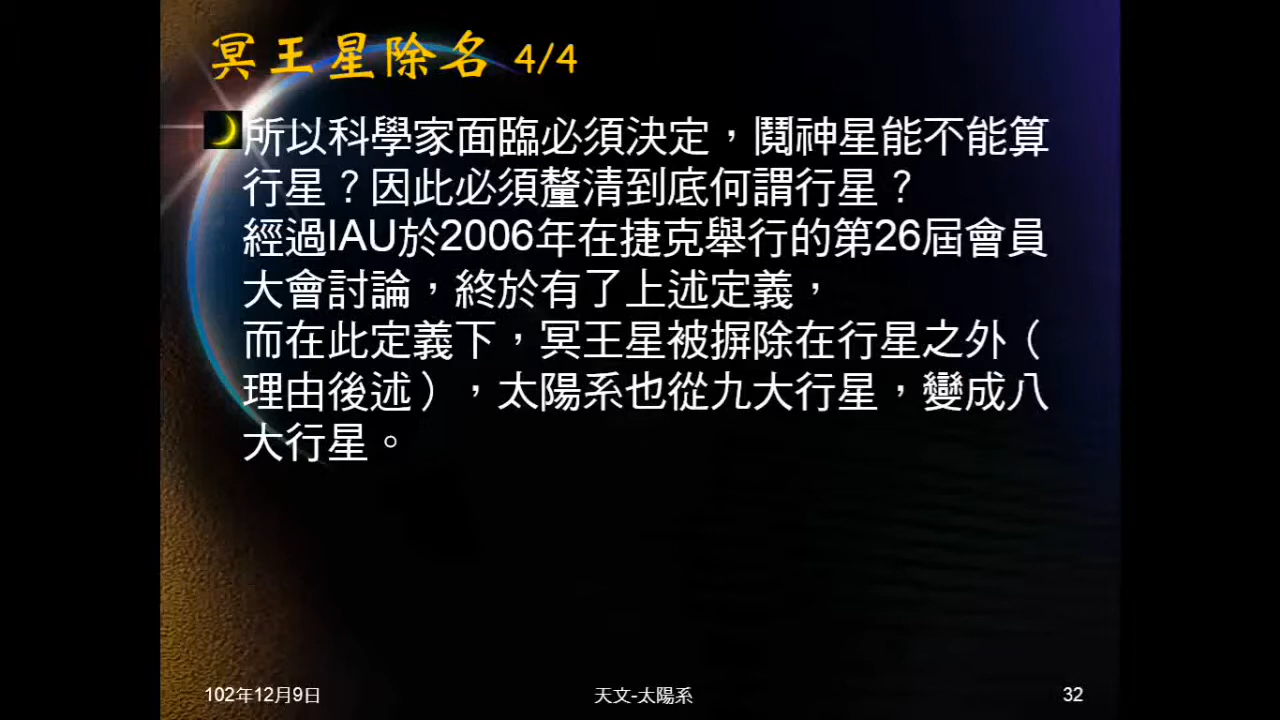 冥王星除名 4/4
所以科學家面臨必須決定，鬩神星能不能算
行星？因此必須釐清到底何謂行星？
經過IAU於2006年在捷克舉行的第26屆會員
大會討論，終於有了上述定義，
而在此定義下，冥王星被摒除在行星之外（
理由後述），太陽系也從九大行星，變成八
大行星。
102年12月9日
天文-太陽系
32